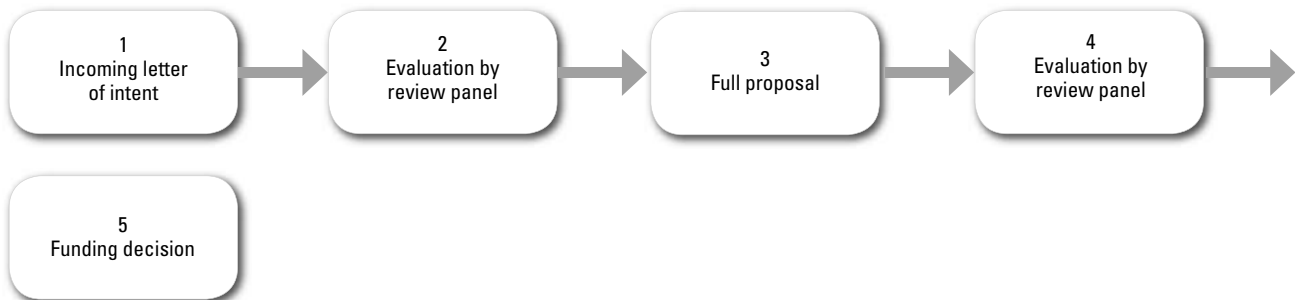 1
Incoming letter
of intent
2
Evaluation by
review panel
3
Full proposal
4
Evaluation by
review panel
5
Funding decision